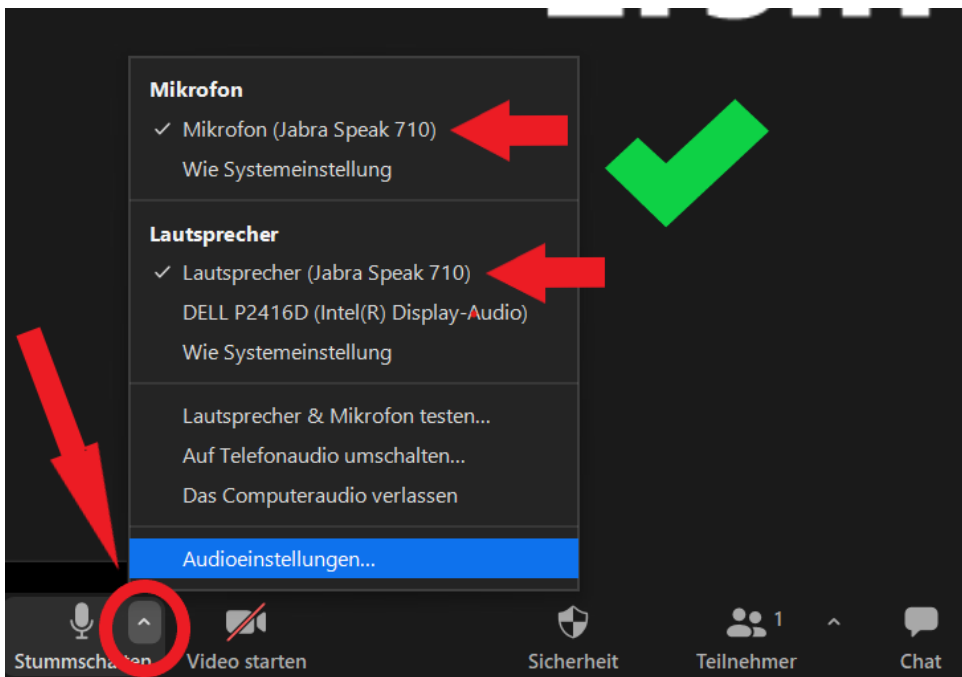 Mikrofon
Mikrofon (Jabra Speak 710)
Wie Systemeinstellung
Lautsprecher
Lautsprecher (Jabra Speak 710)
DELL P2416D (Intel(R) Display-Audio)
Wie Systemeinstellung
Lautsprecher & Mikrofon testen...
Auf Telefonaudio umschalten...
Das Computeraudio verlassen
Audioeinstellungen...
1
Stummschalten Video starten Sicherheit Teilnehmer Chat